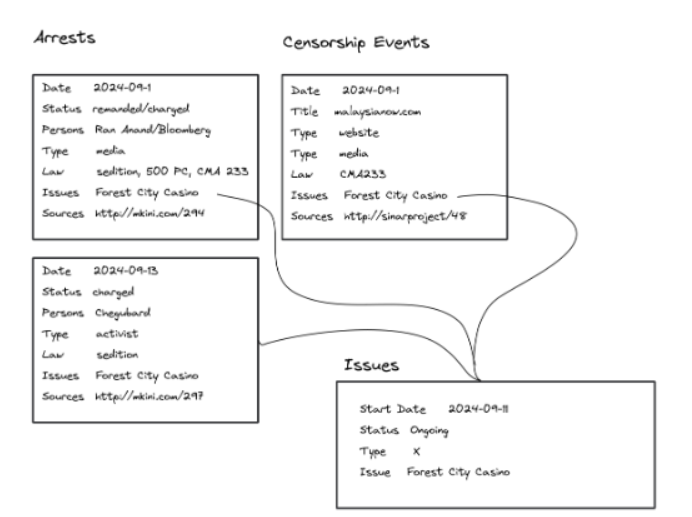 Arrests
Censorship Events
Date 2024-09-1
Status remanded/charged
Persons Ran Anand/Bloomberg
Type media
Law sedition, 500 PC, CMA 233
Issues Forest City Casino
Sources http://mkini.com/294
Date 2024-09-1
Title malaysianow.com
Type website
Type media
Law CMA233
Issues Forest City Casino
Sources http://sinarproject/48
Date 2024-09-13
Status charged
Persons Chegubard
Type activist
Law sedition
Issues Forest City Casino
Sources http://mkini.com/297
Issues
Start Date 2024-09-11
Status Ongoing
Type X
Issue Forest City Casino